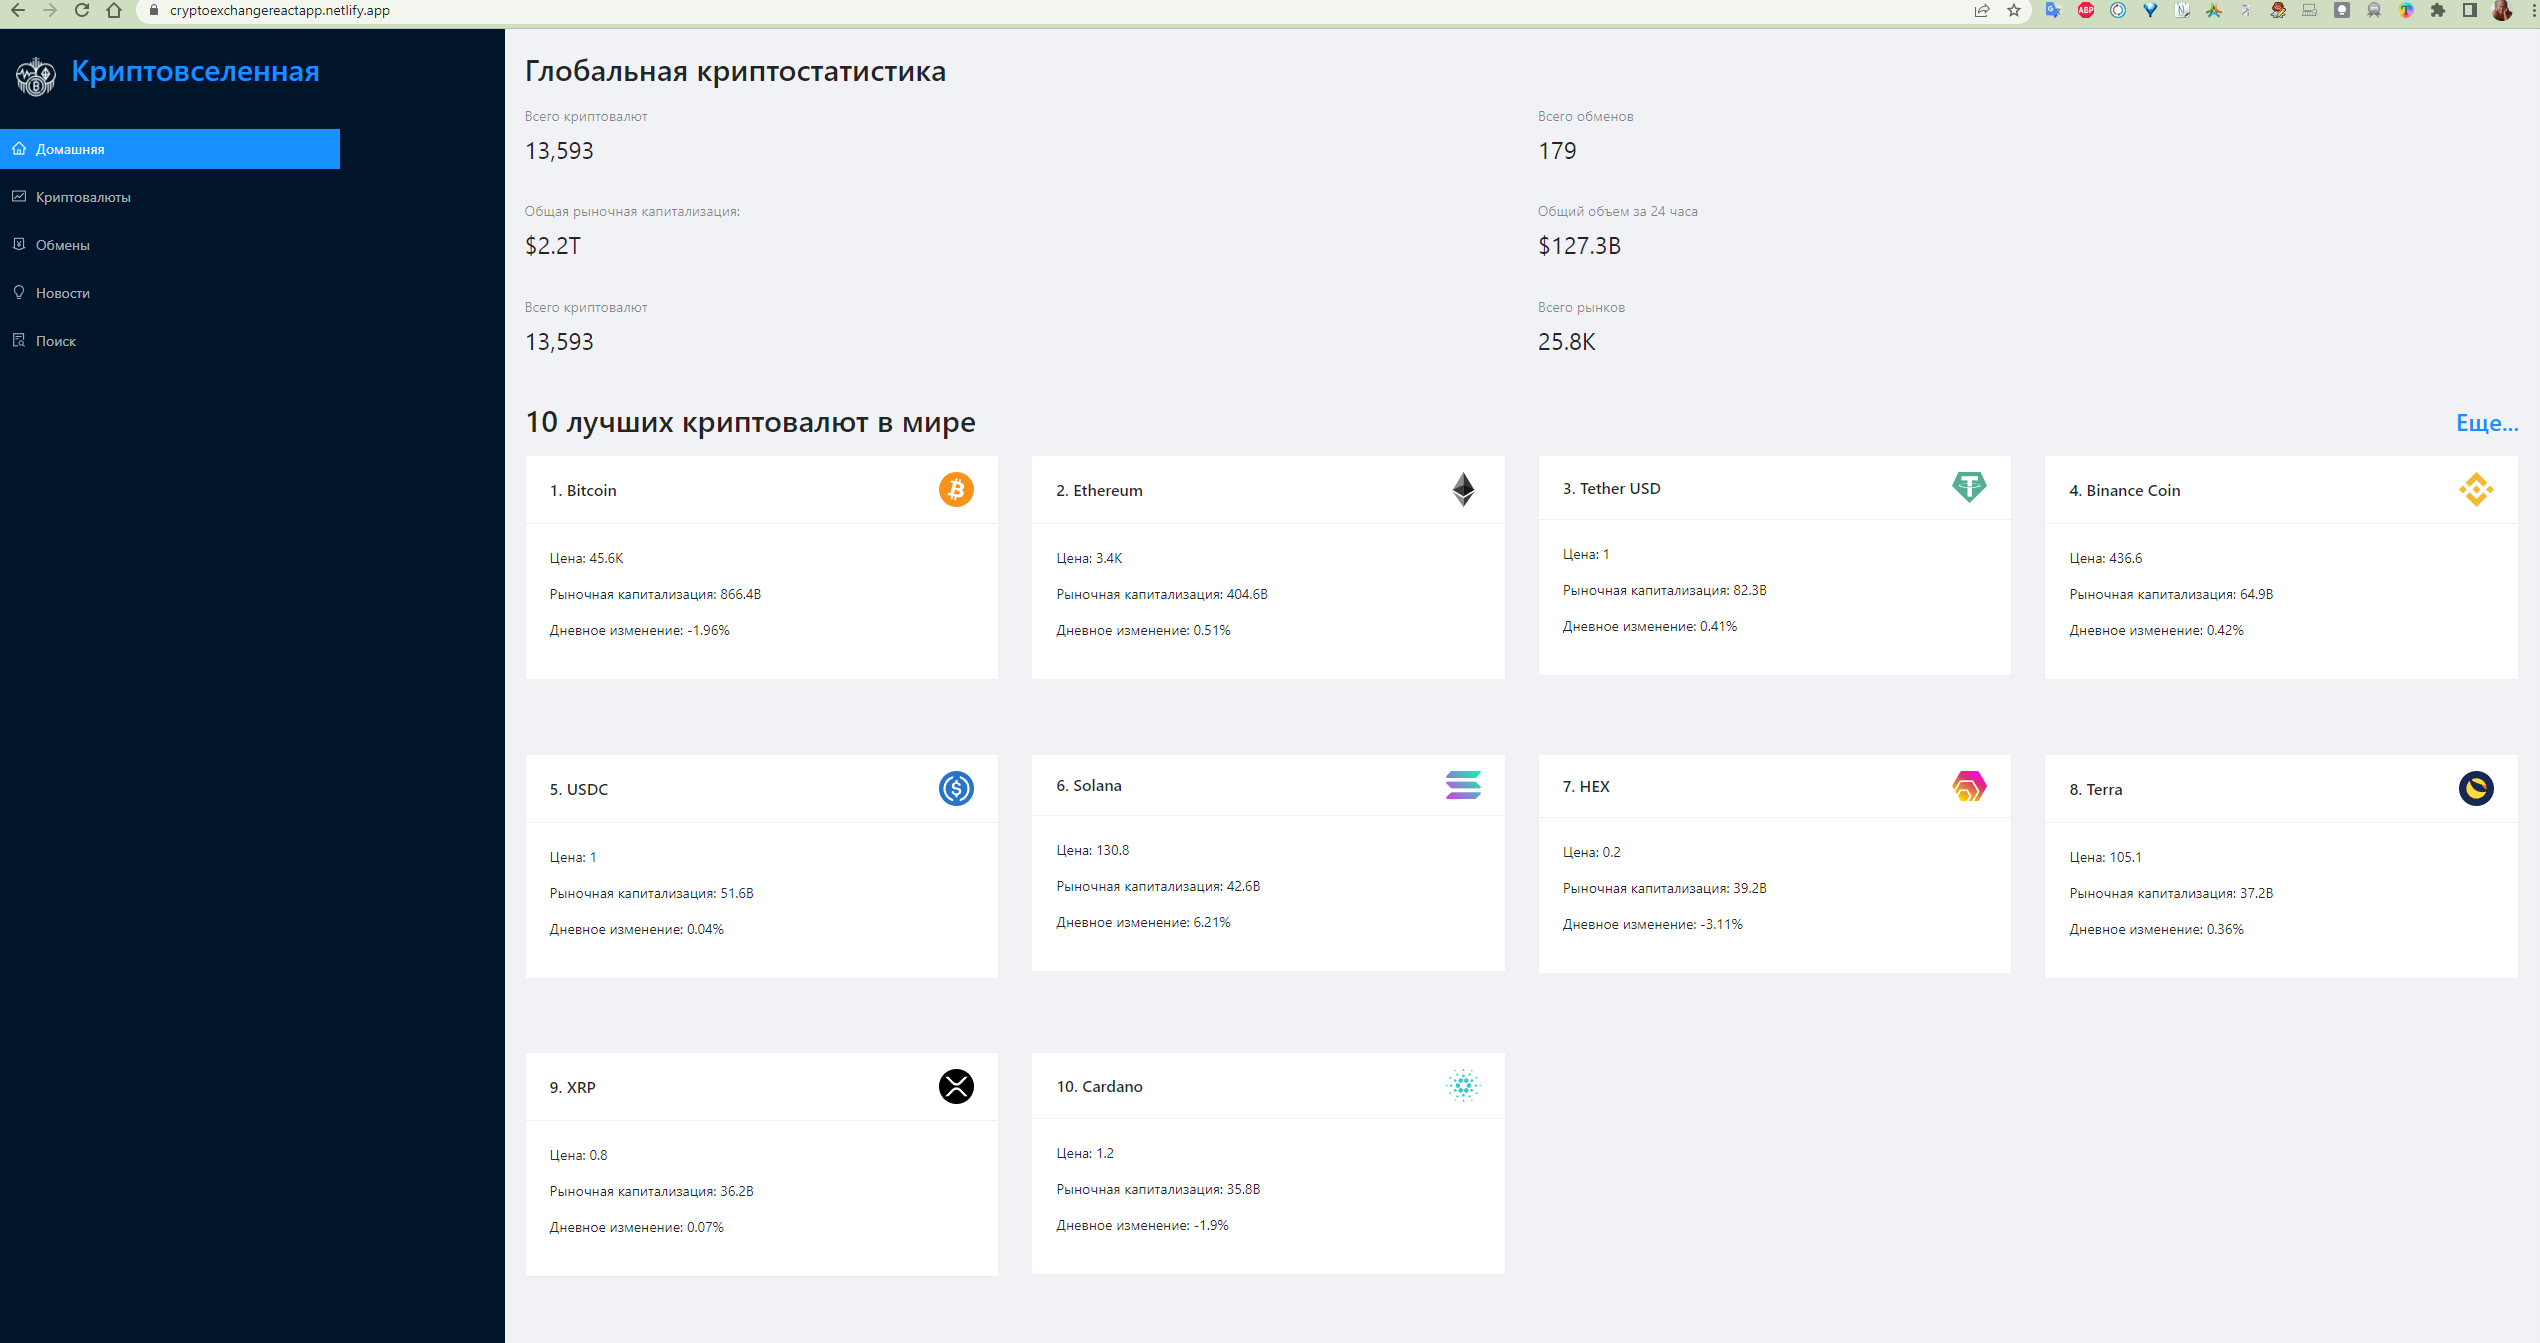 cryptoexchangereactapp.netlify.app
ABP
Криптовселенная
Домашняя
Криптовалюты
Обмены
Новости
Поиск
Глобальная криптостатистика
Всего криптовалют
Всего обменов
13,593
179
Общая рыночная капитализация:
Общий объем за 24 часа
$2.2T
$127.3B
Всего криптовалют
Всего рынков
13,593
25.8K
10 лучших криптовалют в мире
Еще...
1. Bitcoin
Цена: 45.6K
Рыночная капитализация: 866.4B
Дневное изменение: -1.96%
2. Ethereum
Цена: 3.4K
Рыночная капитализация: 404.6B
Дневное изменение: 0.51%
3. Tether USD
Цена: 1
Рыночная капитализация: 82.3B
Дневное изменение: 0.41%
4. Binance Coin
Цена: 436.6
Рыночная капитализация: 64.9B
Дневное изменение: 0.42%
5. USDC
Цена: 1
Рыночная капитализация: 51.6B
Дневное изменение: 0.04%
6. Solana
Цена: 130.8
Рыночная капитализация: 42.6B
Дневное изменение: 6.21%
7. HEX
Цена: 0.2
Рыночная капитализация: 39.2B
Дневное изменение: -3.11%
8. Terra
Цена: 105.1
Рыночная капитализация: 37.2B
Дневное изменение: 0.36%
9. XRP
Цена: 0.8
Рыночная капитализация: 36.2B
Дневное изменение: 0.07%
10. Cardano
Цена: 1.2
Рыночная капитализация: 35.8B
Дневное изменение: -1.9%